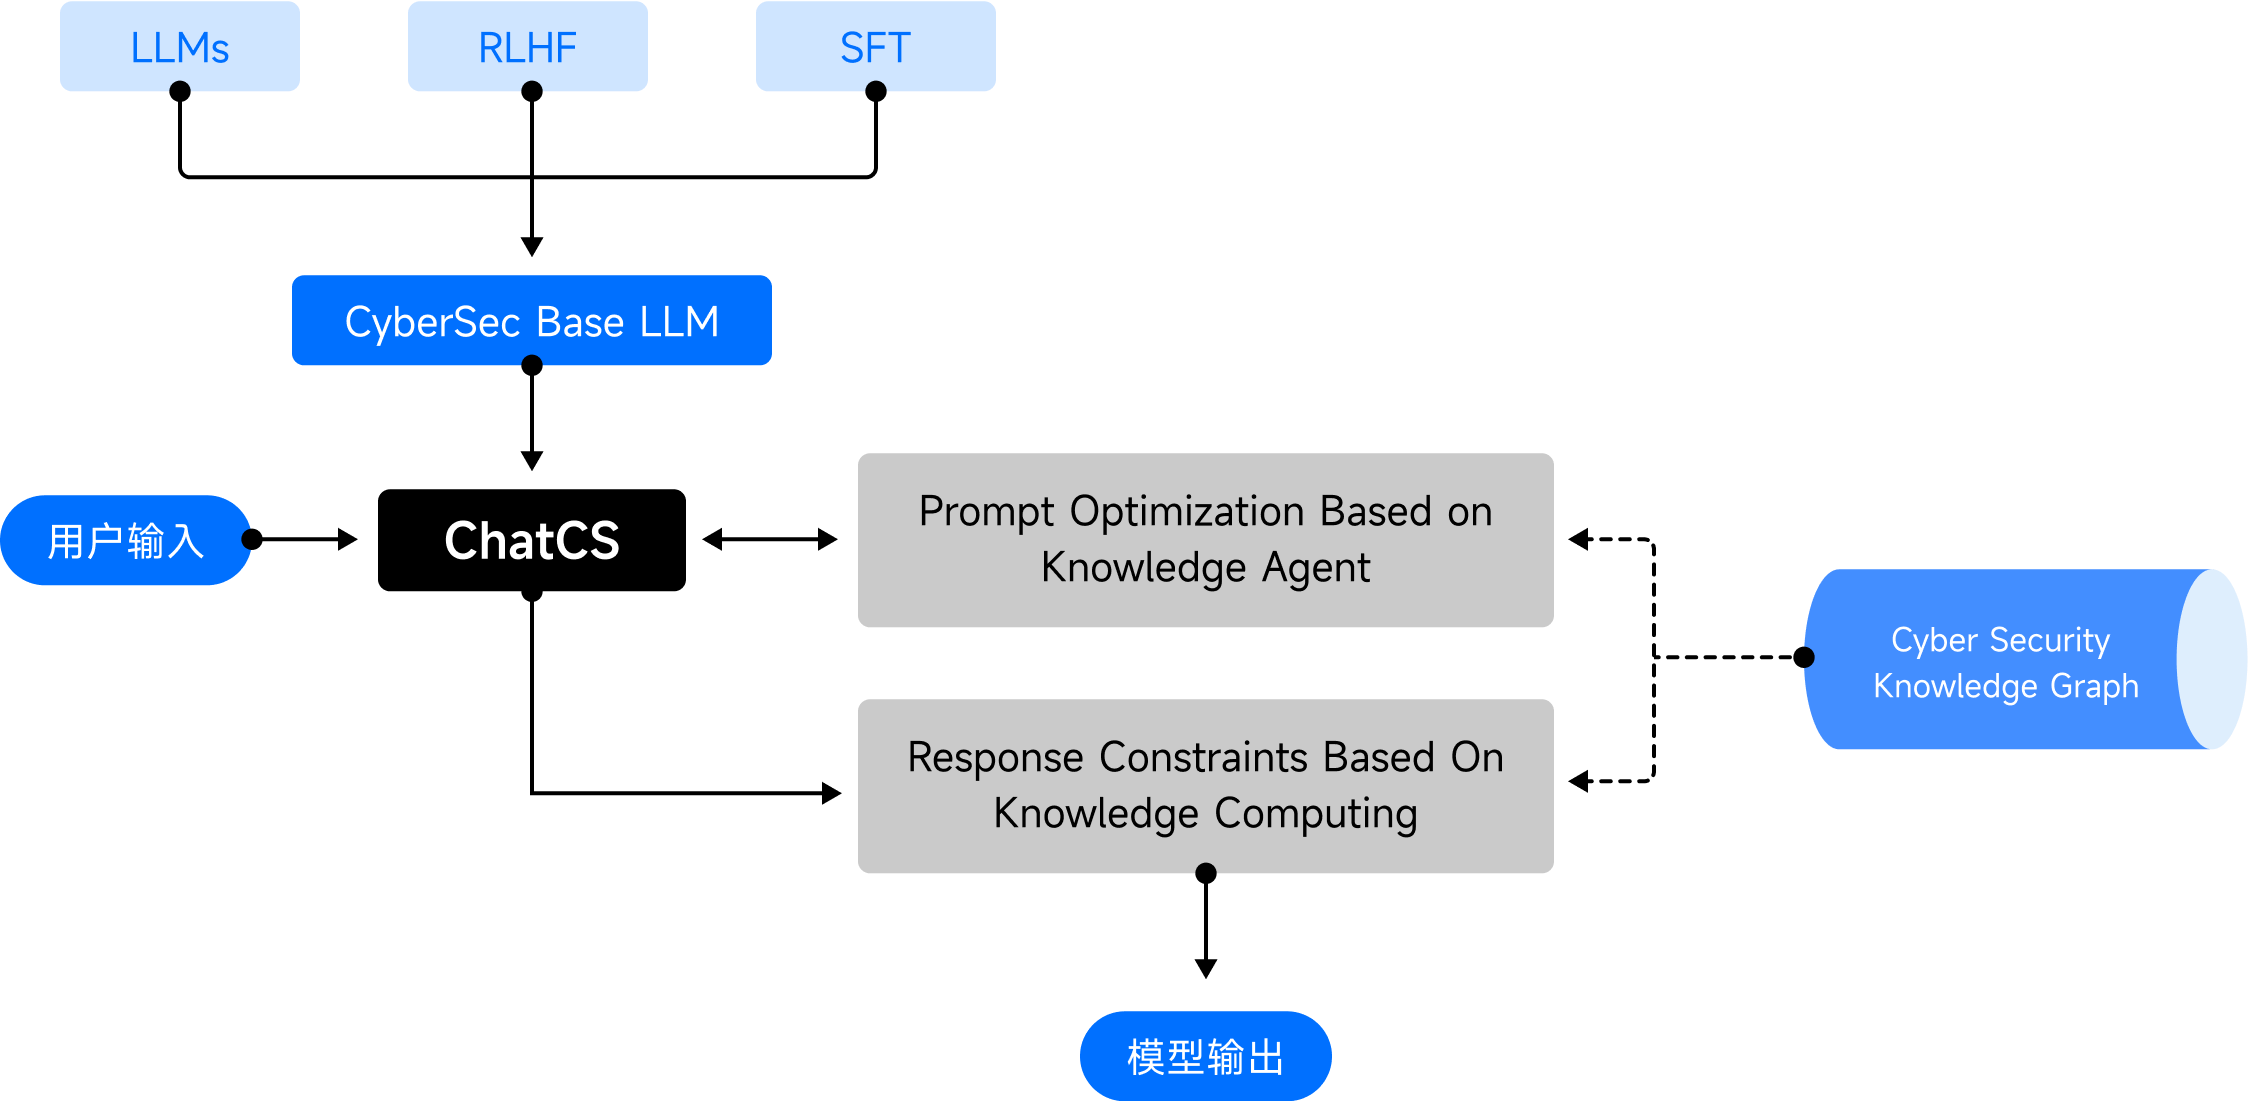 LLMs
RLHF
SFT
CyberSec Base LLM
用户输入
ChatCS
Prompt Optimization Based on
Knowledge Agent
Cyber Security
Knowledge Graph
Response Constraints Based On
Knowledge Computing
模型输出